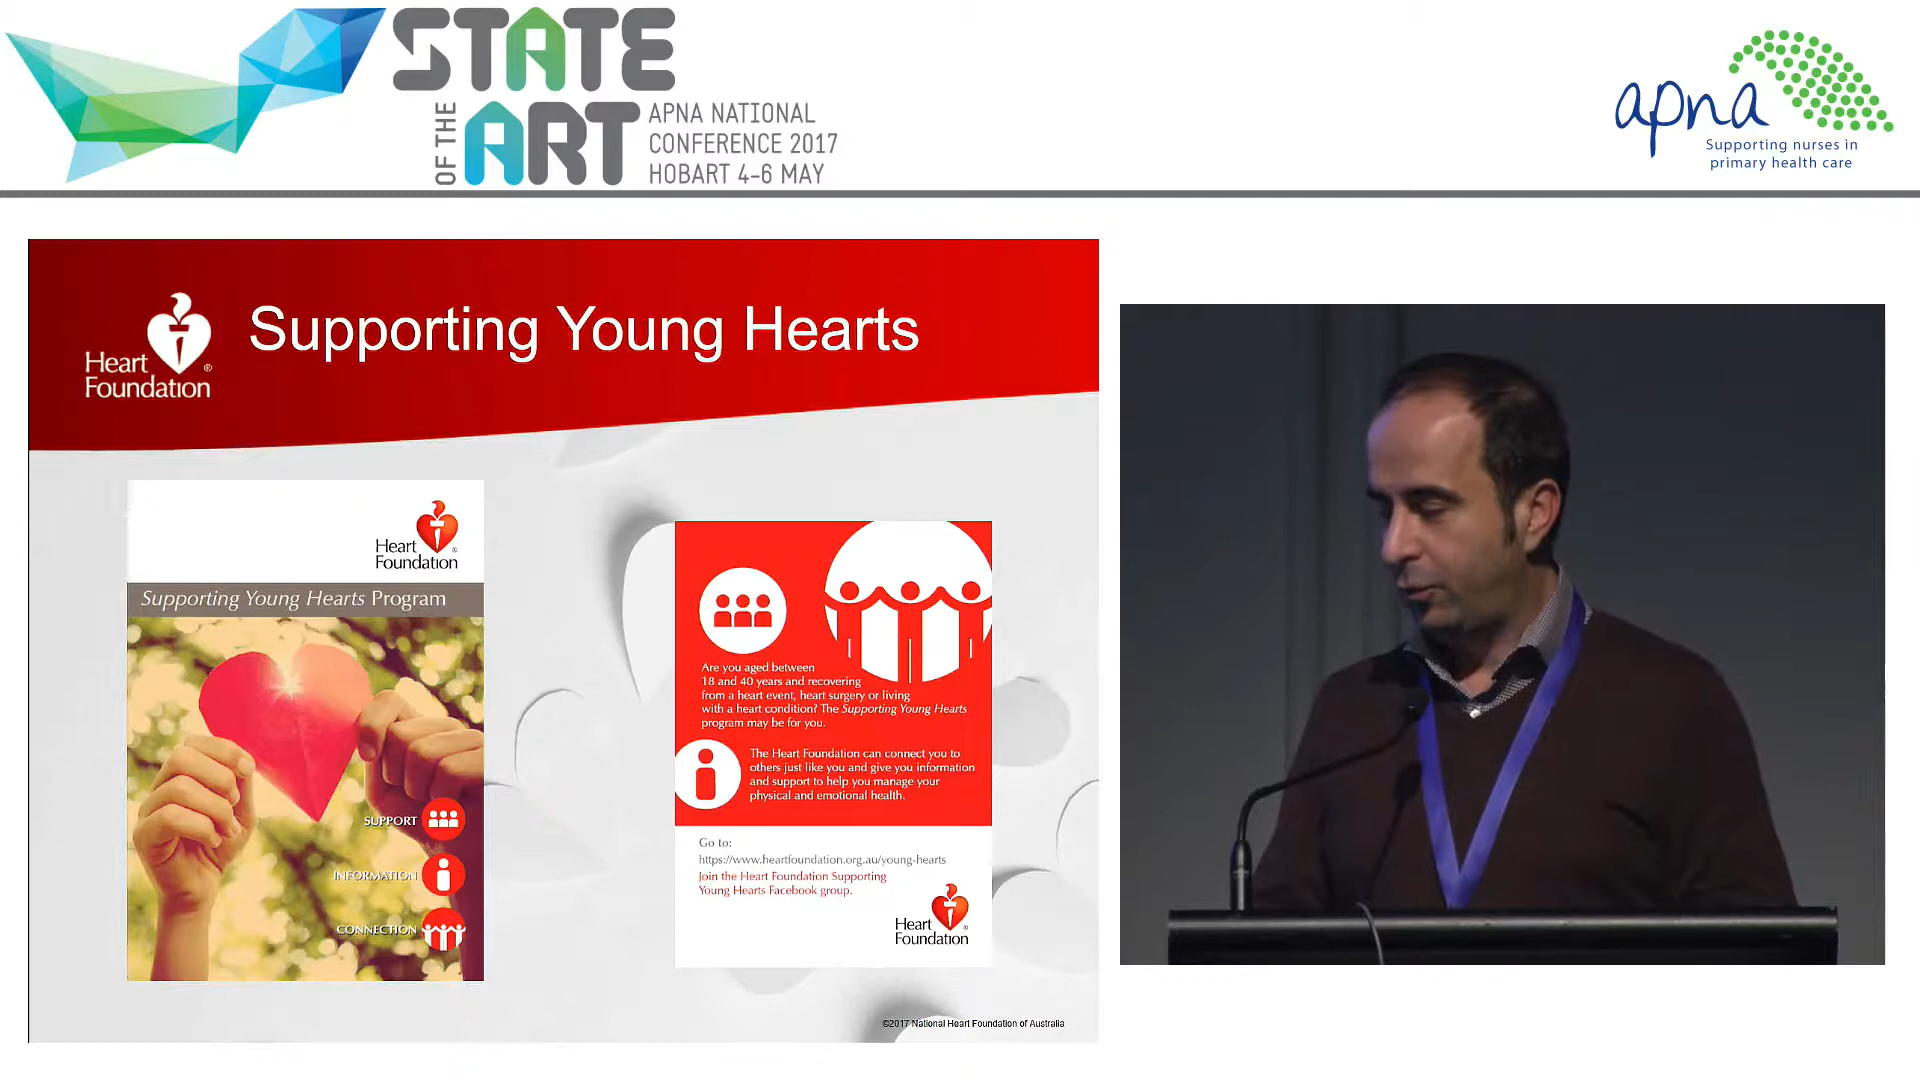 STATE
OF THE
ART
APNA NATIONAL
CONFERENCE 2017
HOBART 4-6 MAY
apna
Supporting nurses in
primary health care
Heart
Foundation
®
Supporting Young Hearts
Heart
Foundation
®
Supporting Young Hearts Program
SUPPORT
INFORMATION
CONNECTION
Are you aged between
18 and 40 years and recovering
from a heart event, heart surgery or living
with a heart condition? The Supporting Young Hearts
program may be for you.
The Heart Foundation can connect you to
others just like you and give you information
and support to help you manage your
physical and emotional health.
Go to:
https://www.heartfoundation.org.au/young-hearts
Join the Heart Foundation Supporting
Young Hearts Facebook group.
Heart
Foundation
®
©2017 National Heart Foundation of Australia